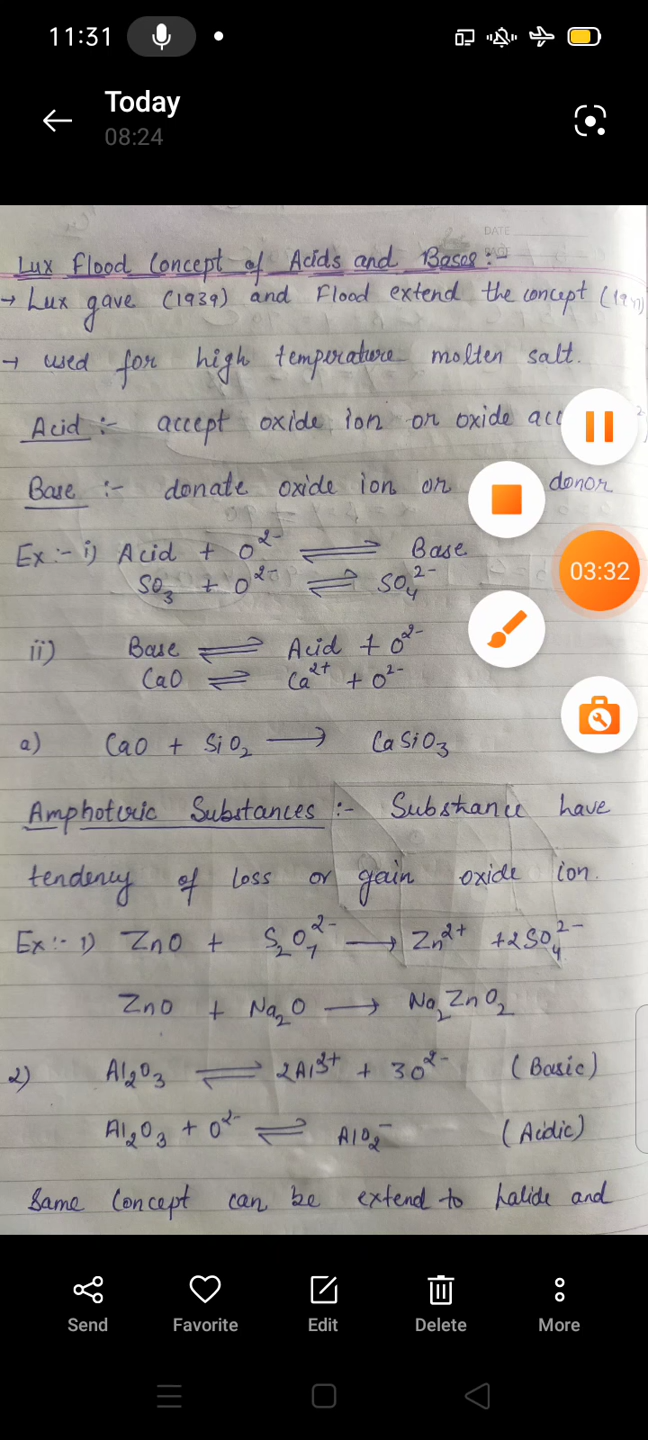 11:31
Today
08:24
DATE
Lux Flood Concept of Acids and Bases :-
→ Lux gave (1939) and Flood extend the concept
→ used for high temperature molten salt.
Acid :- accept oxide ion or oxide
Base :- donate oxide ion or donor
03:32
Ex :- i) Acid + O²⁻ ⇌ Base
SO₃ + O²⁻ ⇌ SO₄²⁻
ii) Base ⇌ Acid + O²⁻
CaO ⇌ Ca²⁺ + O²⁻
a) CaO + SiO₂ → CaSiO₃
Amphoteric Substances :- Substance have
tendency of loss or gain oxide ion.
Ex :- 1) ZnO + S₂O₇²⁻ → Zn²⁺ + 2SO₄²⁻
ZnO + Na₂O → Na₂ZnO₂
2) Al₂O₃ ⇌ 2Al³⁺ + 3O²⁻ (Basic)
Al₂O₃ + O²⁻ ⇌ AlO₂⁻ (Acidic)
Same Concept can be extend to halide and
Send Favorite Edit Delete More